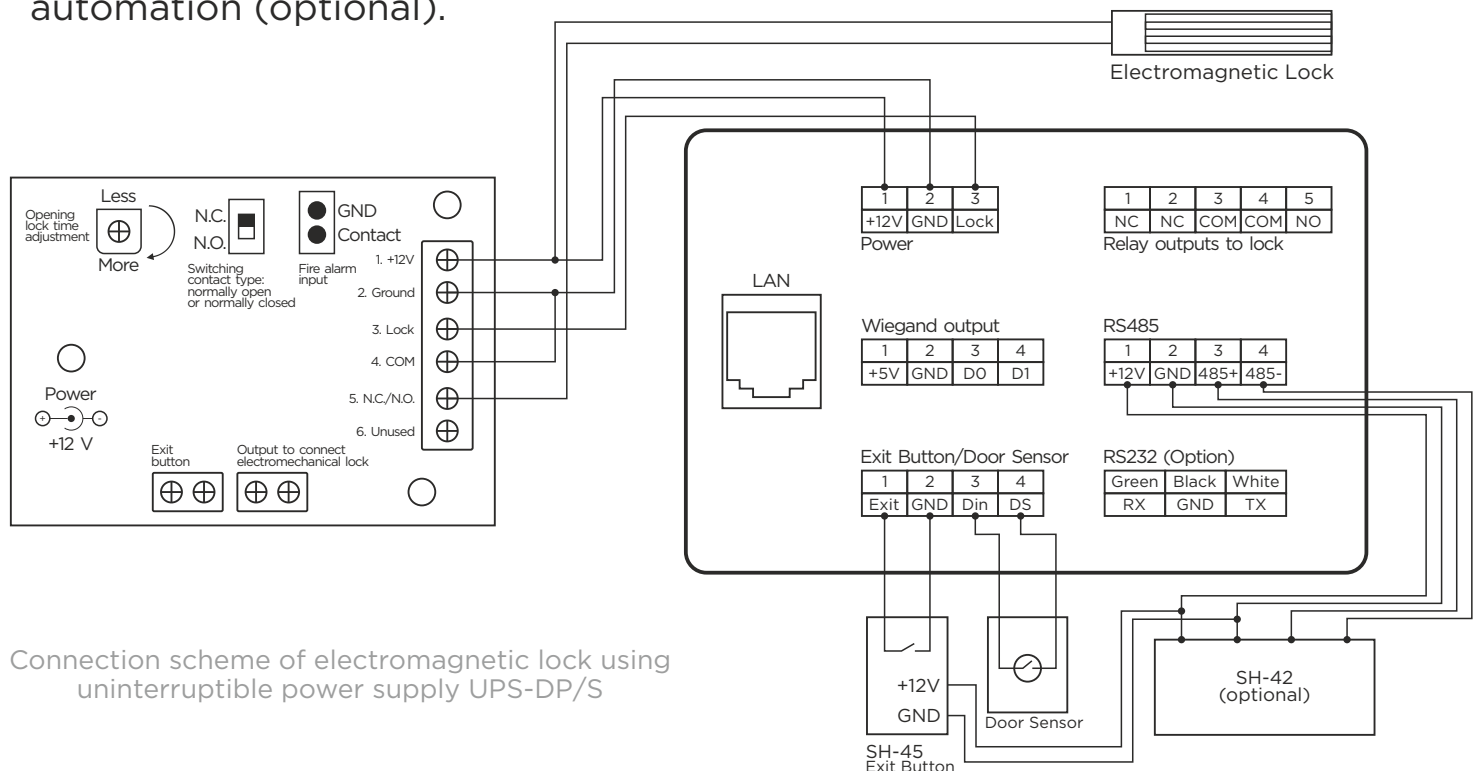 automation (optional).
Electromagnetic Lock
Less
Opening
lock time
adjustment
More
N.C.
N.O.
Switching
contact type:
normally open
or normally closed
GND
Contact
Fire alarm
input
1. +12V
2. Ground
3. Lock
4. COM
5. N.C./N.O.
6. Unused
Power
+ -
+12 V
Exit
button
Output to connect
electromechanical lock
1 2 3
+12V GND Lock
Power
1 2 3 4 5
NC NC COM COM NO
Relay outputs to lock
LAN
Wiegand output
1 2 3 4
+5V GND D0 D1
RS485
1 2 3 4
+12V GND 485+ 485-
Exit Button/Door Sensor
1 2 3 4
Exit GND Din DS
RS232 (Option)
Green Black White
RX GND TX
+12V
GND
SH-45
Exit Button
Door Sensor
SH-42
(optional)
Connection scheme of electromagnetic lock using
uninterruptible power supply UPS-DP/S